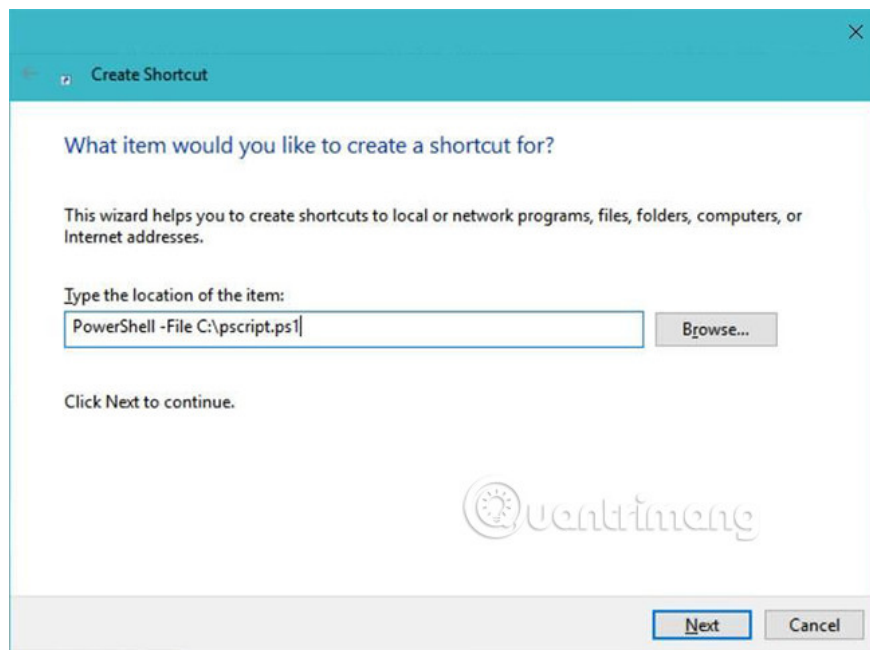 Create Shortcut
What item would you like to create a shortcut for?
This wizard helps you to create shortcuts to local or network programs, files, folders, computers, or
Internet addresses.
Type the location of the item:
PowerShell -File C:\pscript.ps1
Browse...
Click Next to continue.
Quantrimang
Next
Cancel